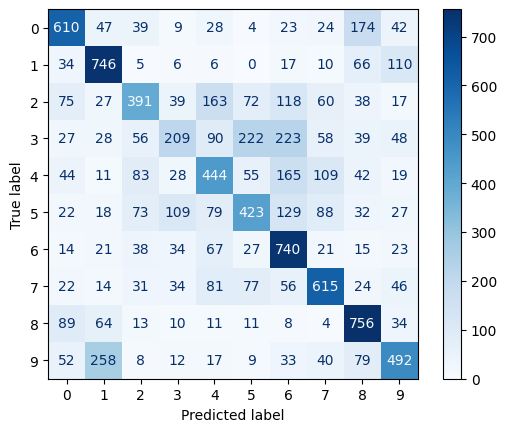 0 610 47 39 9 28 4 23 24 174 42
1 34 746 5 6 6 0 17 10 66 110
2 75 27 391 39 163 72 118 60 38 17
3 27 28 56 209 90 222 223 58 39 48
4 44 11 83 28 444 55 165 109 42 19
5 22 18 73 109 79 423 129 88 32 27
6 14 21 38 34 67 27 740 21 15 23
7 22 14 31 34 81 77 56 615 24 46
8 89 64 13 10 11 11 8 4 756 34
9 52 258 8 12 17 9 33 40 79 492
0 1 2 3 4 5 6 7 8 9
Predicted label
True label
700
600
500
400
300
200
100
0